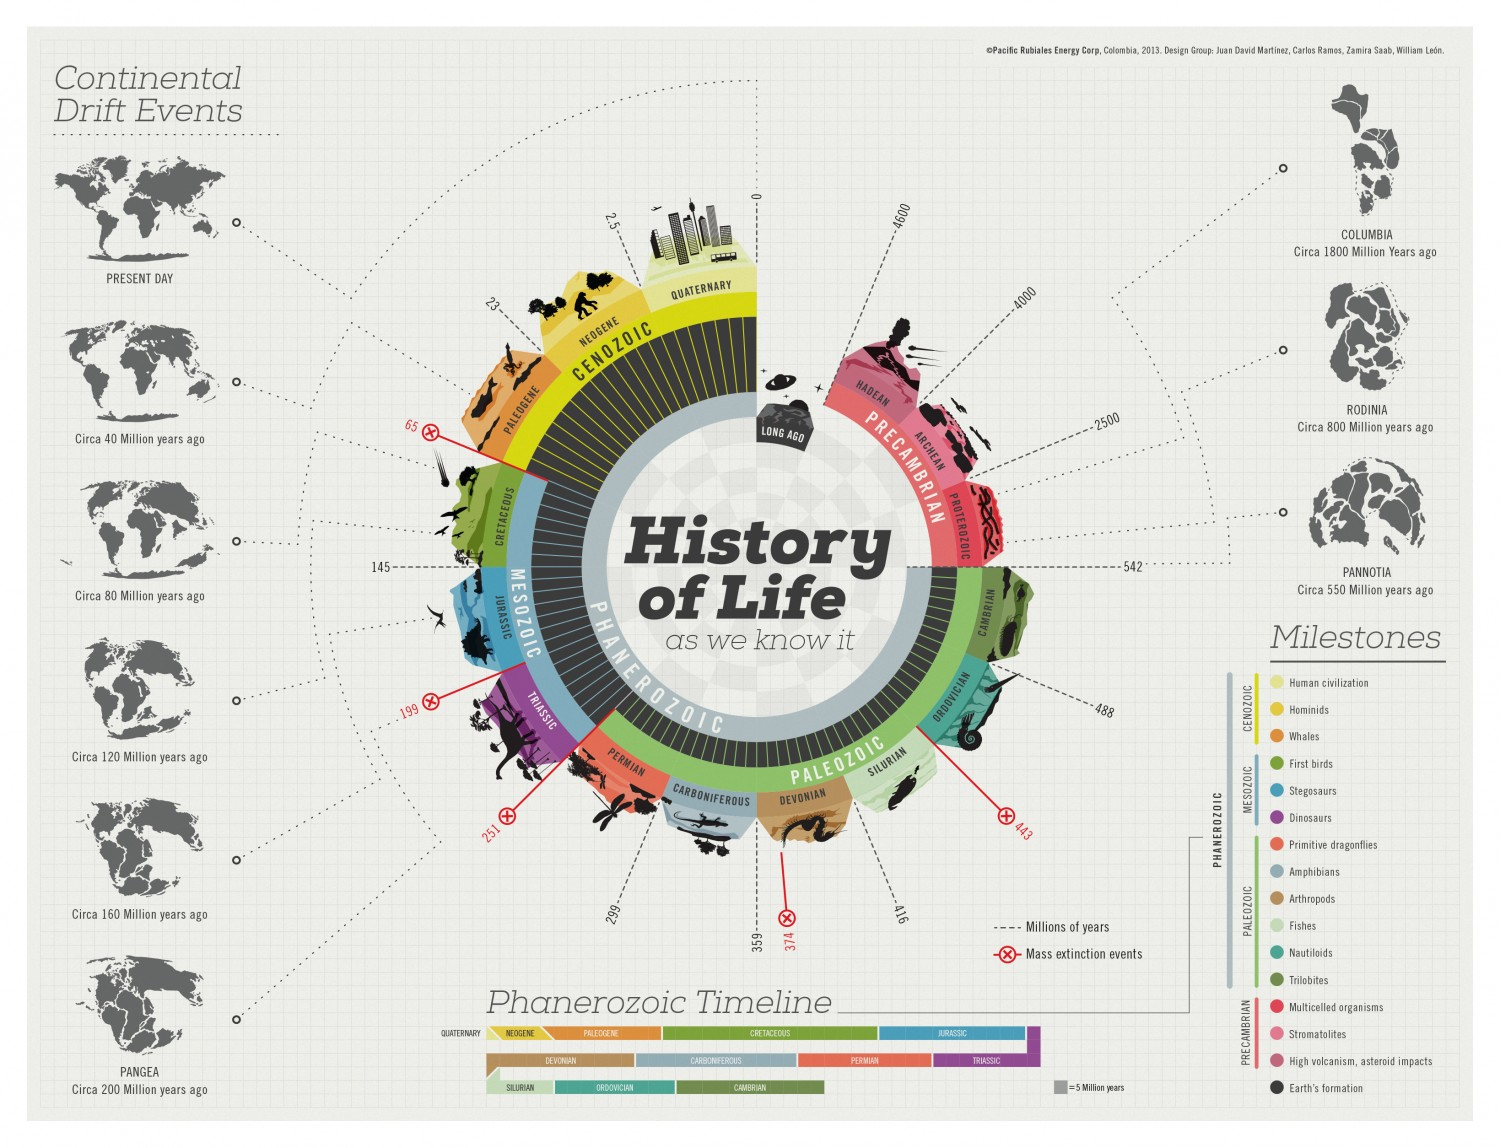 ©Pacific Rubiales Energy Corp, Colombia, 2013. Design Group: Juan David Martínez, Carlos Ramos, Zamira Saab, William León.
Continental
Drift Events
PRESENT DAY
Circa 40 Million years ago
Circa 80 Million years ago
Circa 120 Million years ago
Circa 160 Million years ago
PANGEA
Circa 200 Million years ago
History
of Life
as we know it
LONG AGO
HADEAN
ARCHEAN
PROTEROZOIC
PRECAMBRIAN
CAMBRIAN
ORDOVICIAN
SILURIAN
DEVONIAN
CARBONIFEROUS
PERMIAN
PALEOZOIC
TRIASSIC
JURASSIC
CRETACEOUS
MESOZOIC
PALEOGENE
NEOGENE
QUATERNARY
CENOZOIC
PHANEROZOIC
4600
4000
2500
542
488
443
416
374
359
299
251
199
145
65
23
2.5
0
COLUMBIA
Circa 1800 Million Years ago
RODINIA
Circa 800 Million years ago
PANNOTIA
Circa 550 Million years ago
Milestones
PHANEROZOIC
CENOZOIC
Human civilization
Hominids
Whales
MESOZOIC
First birds
Stegosaurs
Dinosaurs
PALEOZOIC
Primitive dragonflies
Amphibians
Arthropods
Fishes
Nautiloids
Trilobites
PRECAMBRIAN
Multicelled organisms
Stromatolites
High volcanism, asteroid impacts
Earth's formation
Millions of years
Mass extinction events
Phanerozoic Timeline
QUATERNARY NEOGENE PALEOGENE CRETACEOUS JURASSIC
DEVONIAN CARBONIFEROUS PERMIAN TRIASSIC
SILURIAN ORDOVICIAN CAMBRIAN
= 5 Million years